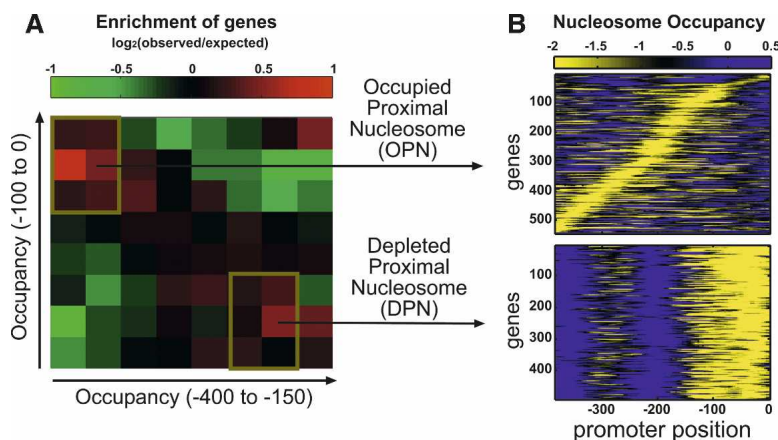 A
Enrichment of genes
log2(observed/expected)
-1 -0.5 0 0.5 1
Occupancy (-100 to 0)
Occupancy (-400 to -150)
Occupied
Proximal
Nucleosome
(OPN)
Depleted
Proximal
Nucleosome
(DPN)
B
Nucleosome Occupancy
-2 -1.5 -1 -0.5 0 0.5
genes
100
200
300
400
500
genes
100
200
300
400
-300 -200 -100 0
promoter position